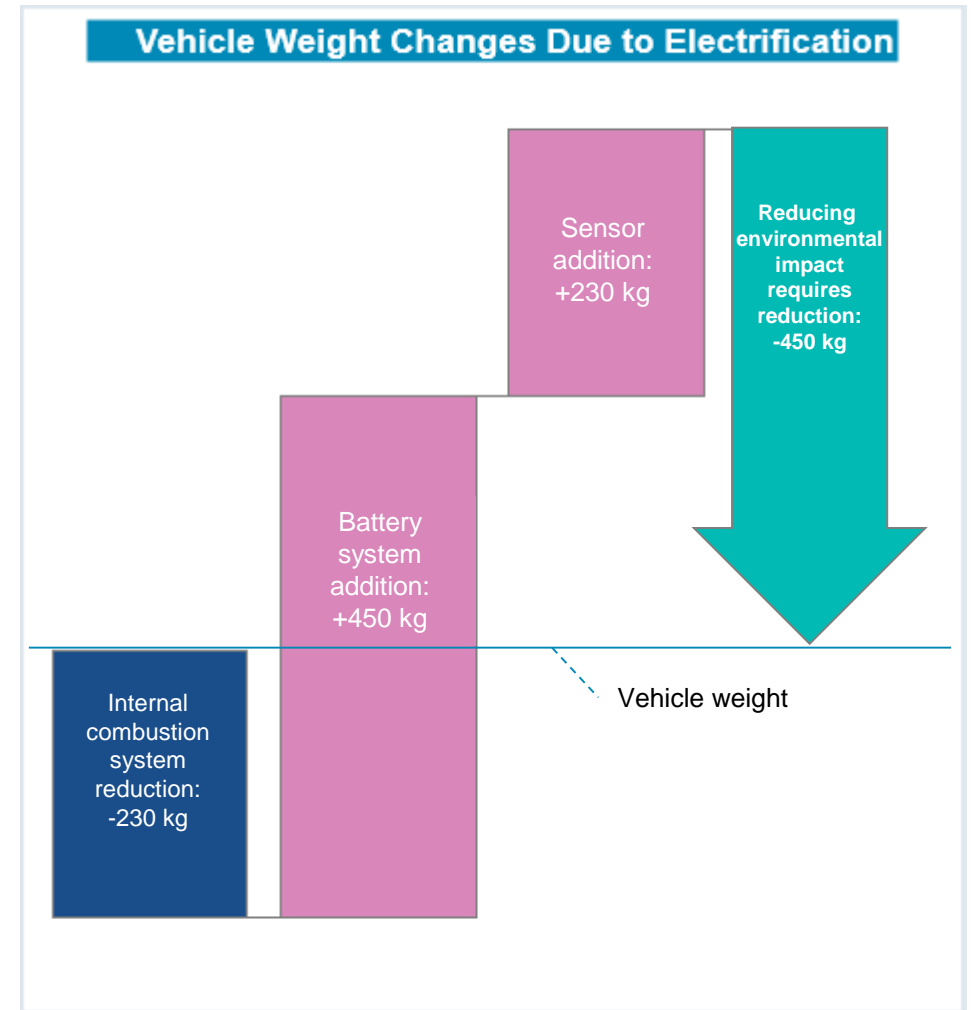 Vehicle Weight Changes Due to Electrification
Sensor
addition:
+230 kg
Reducing
environmental
impact
requires
reduction:
-450 kg
Battery
system
addition:
+450 kg
Vehicle weight
Internal
combustion
system
reduction:
-230 kg